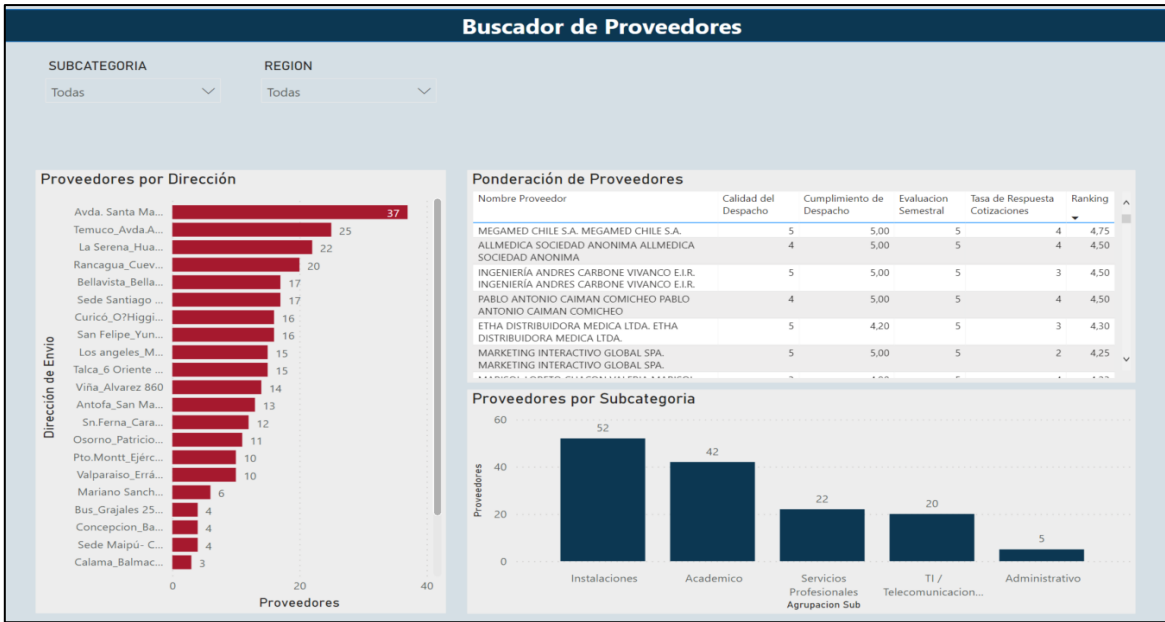 Buscador de Proveedores
SUBCATEGORIA
Todas
REGION
Todas
Proveedores por Dirección
Dirección de Envio
Avda. Santa Ma... 37
Temuco_Avda.A... 25
La Serena_Hua... 22
Rancagua_Cuev... 20
Bellavista_Bella... 17
Sede Santiago ... 17
Curicó_O?Higgi... 16
San Felipe_Yun... 16
Los angeles_M... 15
Talca_6 Oriente ... 15
Viña_Alvarez 860 14
Antofa_San Ma... 13
Sn.Ferna_Cara... 12
Osorno_Patricio... 11
Pto.Montt_Ejérc... 10
Valparaiso_Errá... 10
Mariano Sanch... 6
Bus_Grajales 25... 4
Concepcion_Ba... 4
Sede Maipú- C... 4
Calama_Balmac... 3
0 20 40
Proveedores
Ponderación de Proveedores
Nombre Proveedor Calidad del Cumplimiento de Evaluacion Tasa de Respuesta Ranking
Despacho Despacho Semestral Cotizaciones
MEGAMED CHILE S.A. MEGAMED CHILE S.A. 5 5,00 5 4 4,75
ALLMEDICA SOCIEDAD ANONIMA ALLMEDICA 4 5,00 5 4 4,50
SOCIEDAD ANONIMA
INGENIERÍA ANDRES CARBONE VIVANCO E.I.R. 5 5,00 5 3 4,50
INGENIERÍA ANDRES CARBONE VIVANCO E.I.R.
PABLO ANTONIO CAIMAN COMICHEO PABLO 4 5,00 5 4 4,50
ANTONIO CAIMAN COMICHEO
ETHA DISTRIBUIDORA MEDICA LTDA. ETHA 5 4,20 5 3 4,30
DISTRIBUIDORA MEDICA LTDA.
MARKETING INTERACTIVO GLOBAL SPA. 5 5,00 5 2 4,25
MARKETING INTERACTIVO GLOBAL SPA.
Proveedores por Subcategoria
Proveedores
60
40
20
0
52 42 22 20 5
Instalaciones Academico Servicios TI / Administrativo
Profesionales Telecomunicacion...
Agrupacion Sub